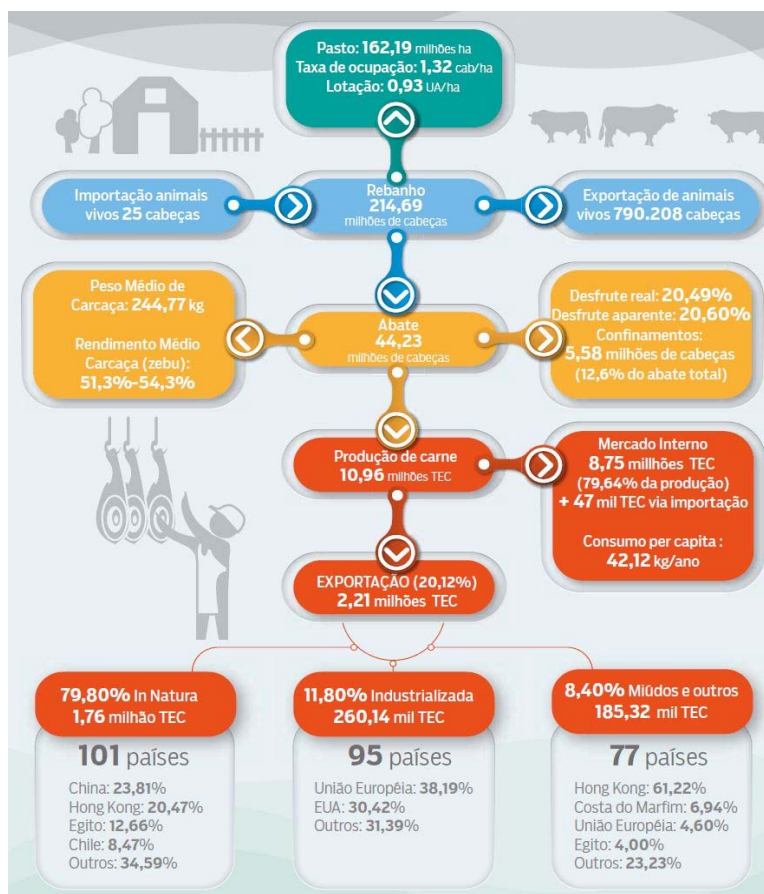 Pasto: 162,19 milhões ha
Taxa de ocupação: 1,32 cab/ha
Lotação: 0,93 UA/ha
Importação animais
vivos 25 cabeças
Rebanho
214,69
milhões de cabeças
Exportação de animais
vivos 790.208 cabeças
Peso Médio de
Carcaça: 244,77 kg
Rendimento Médio
Carcaça (zebu):
51,3%-54,3%
Abate
44,23
milhões de cabeças
Desfrute real: 20,49%
Desfrute aparente: 20,60%
Confinamentos:
5,58 milhões de cabeças
(12,6% do abate total)
Produção de carne
10,96 milhões TEC
Mercado Interno
8,75 millhões TEC
(79,64% da produção)
+ 47 mil TEC via importação
Consumo per capita :
42,12 kg/ano
EXPORTAÇÃO (20,12%)
2,21 milhões TEC
79,80% In Natura
1,76 milhão TEC
101 países
China: 23,81%
Hong Kong: 20,47%
Egito: 12,66%
Chile: 8,47%
Outros: 34,59%
11,80% Industrializada
260,14 mil TEC
95 países
União Européia: 38,19%
EUA: 30,42%
Outros: 31,39%
8,40% Miúdos e outros
185,32 mil TEC
77 países
Hong Kong: 61,22%
Costa do Marfim: 6,94%
União Européia: 4,60%
Egito: 4,00%
Outros: 23,23%